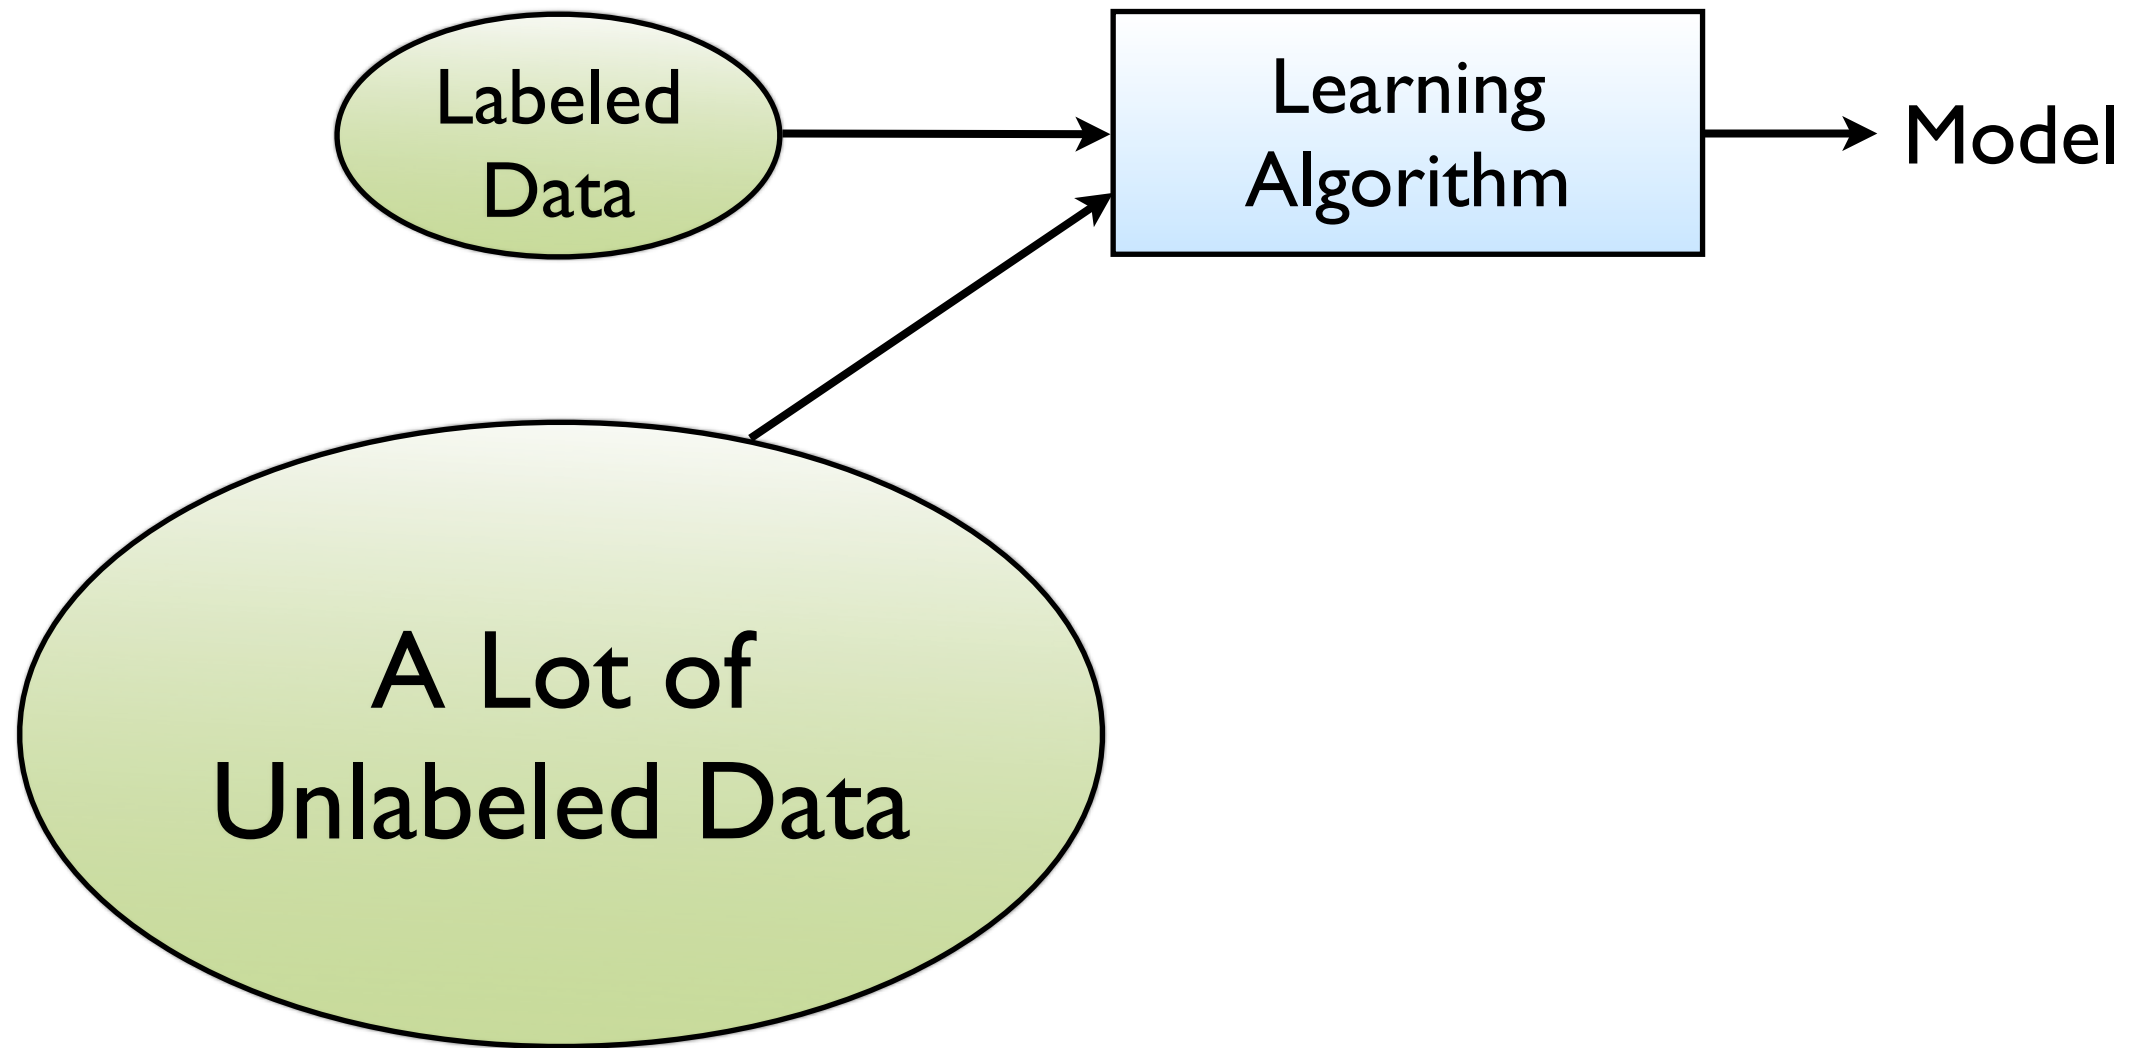 Labeled
Data
Learning
Algorithm
Model
A Lot of
Unlabeled Data